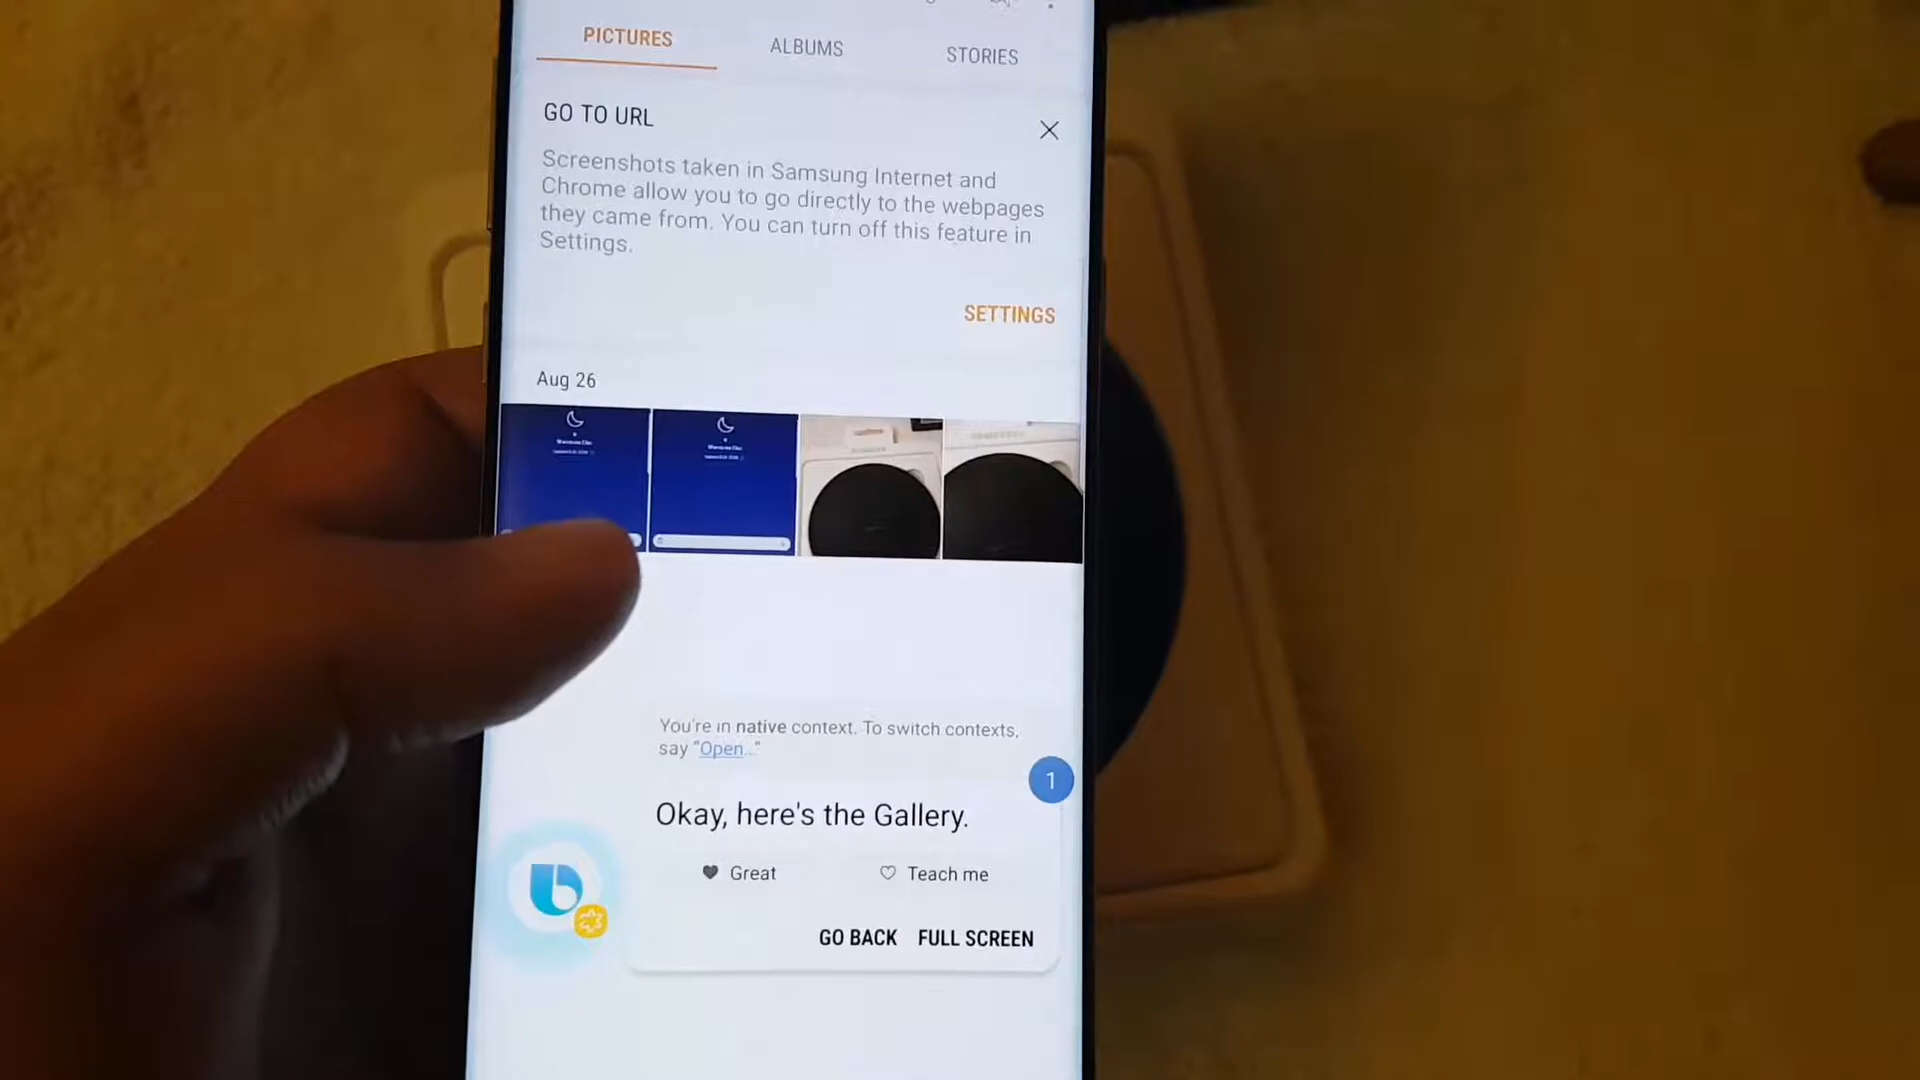 PICTURES
ALBUMS
STORIES
GO TO URL
Screenshots taken in Samsung Internet and
Chrome allow you to go directly to the webpages
they came from. You can turn off this feature in
Settings.
SETTINGS
Aug 26
You're in native context. To switch contexts,
say "Open..."
1
Okay, here's the Gallery.
Great
Teach me
GO BACK
FULL SCREEN